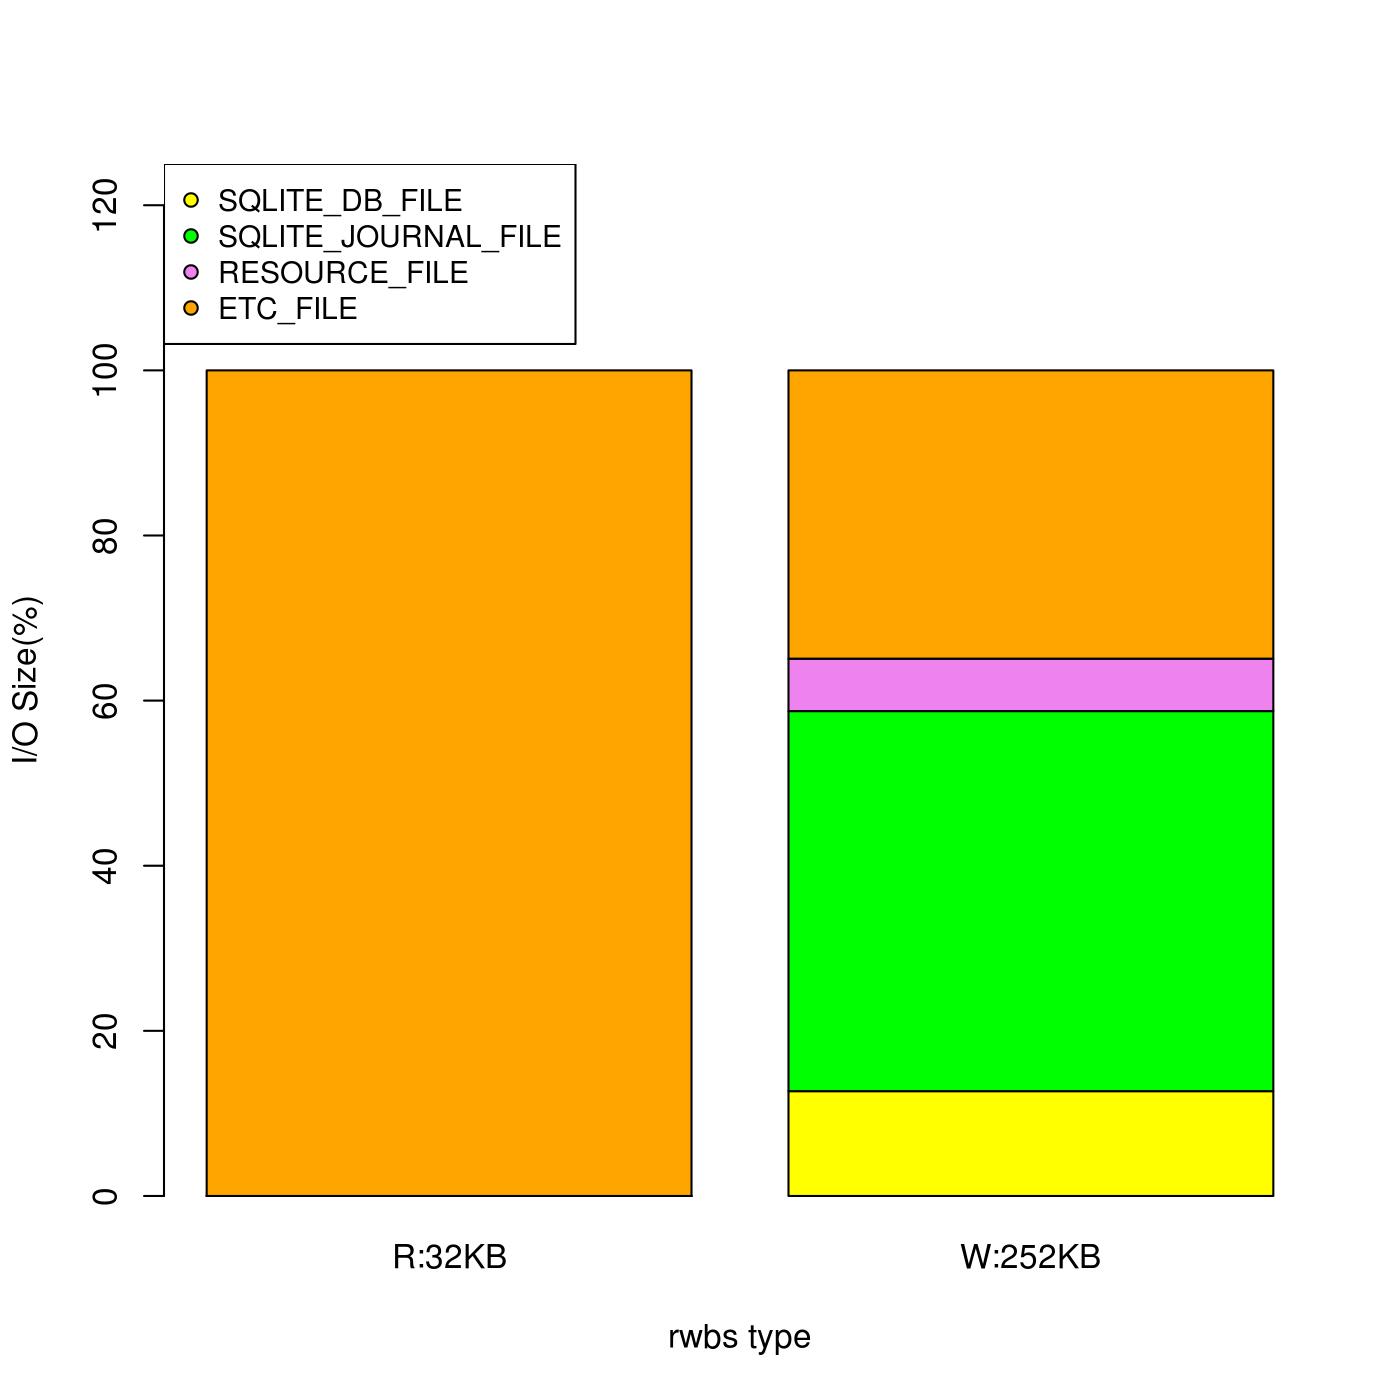 SQLITE_DB_FILE
SQLITE_JOURNAL_FILE
RESOURCE_FILE
ETC_FILE
120
100
80
60
40
20
0
I/O Size(%)
R:32KB
W:252KB
rwbs type